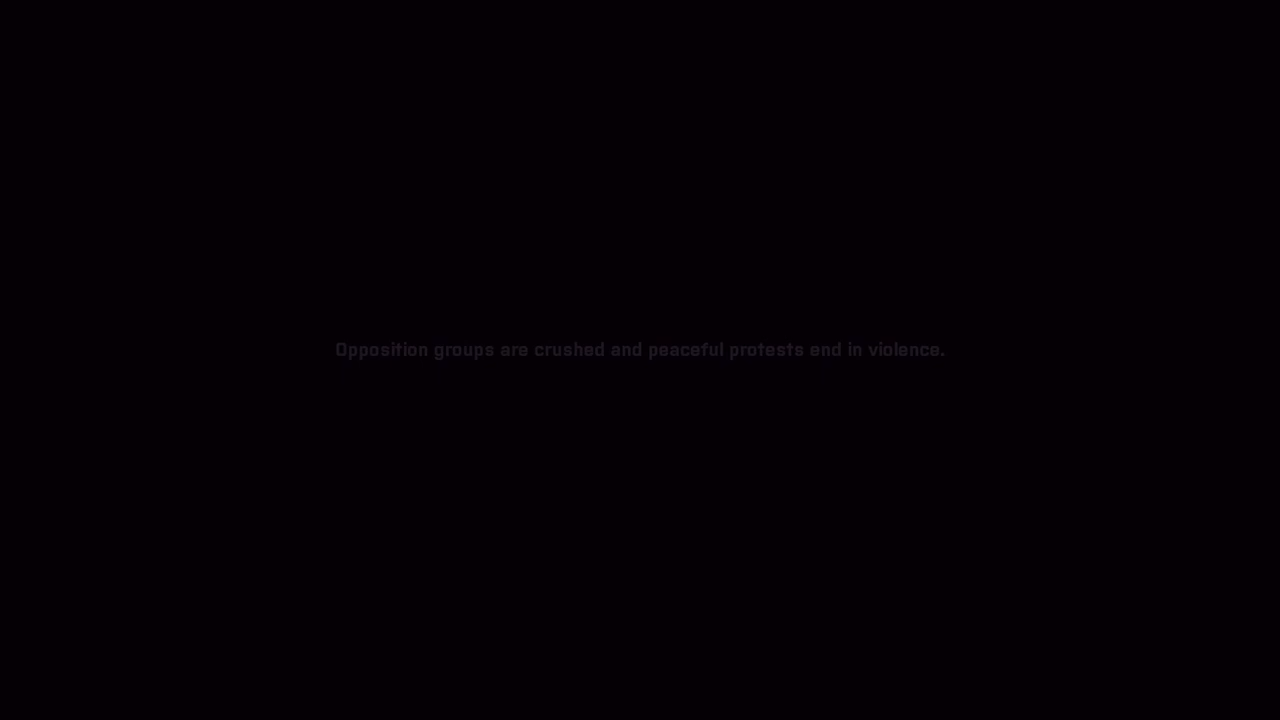 Opposition groups are crushed and peaceful protests end in violence.